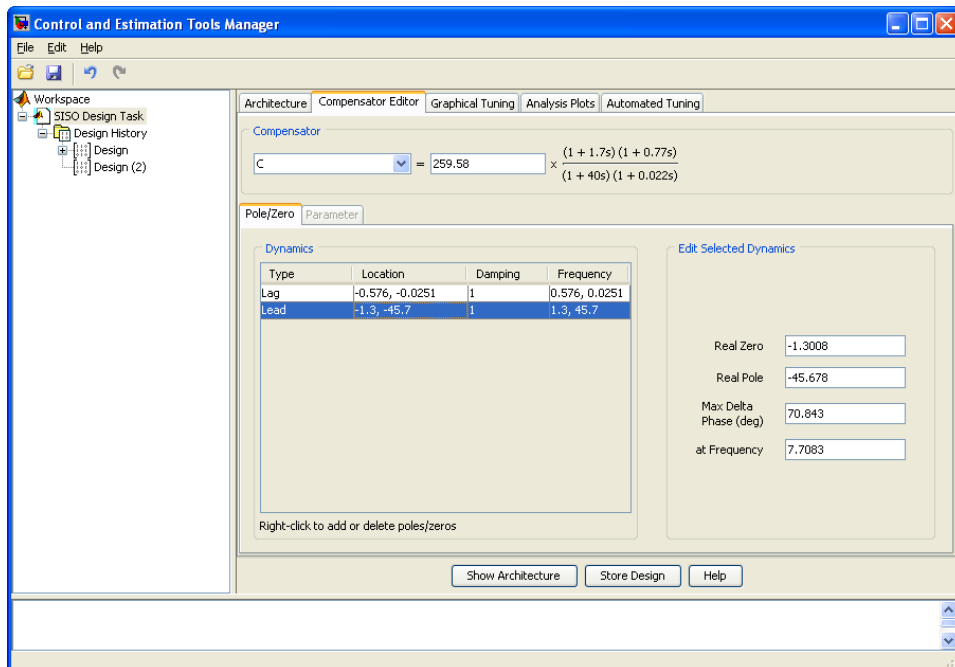 Control and Estimation Tools Manager
File Edit Help
Workspace
SISO Design Task
Design History
Design
Design (2)
Architecture Compensator Editor Graphical Tuning Analysis Plots Automated Tuning
Compensator
C = 259.58 x (1 + 1.7s) (1 + 0.77s)
(1 + 40s) (1 + 0.022s)
Pole/Zero Parameter
Dynamics
Type Location Damping Frequency
Lag -0.576, -0.0251 1 0.576, 0.0251
Lead -1.3, -45.7 1 1.3, 45.7
Right-click to add or delete poles/zeros
Edit Selected Dynamics
Real Zero -1.3008
Real Pole -45.678
Max Delta
Phase (deg) 70.843
at Frequency 7.7083
Show Architecture Store Design Help